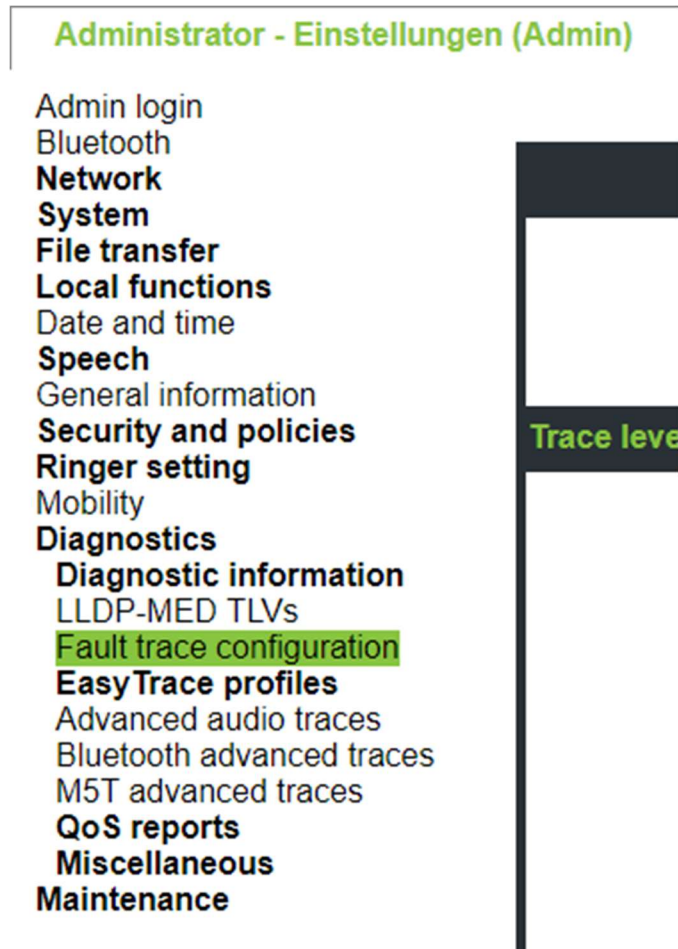 Administrator - Einstellungen (Admin)
Admin login
Bluetooth
Network
System
File transfer
Local functions
Date and time
Speech
General information
Security and policies
Ringer setting
Mobility
Diagnostics
Diagnostic information
LLDP-MED TLVs
Fault trace configuration
EasyTrace profiles
Advanced audio traces
Bluetooth advanced traces
M5T advanced traces
QoS reports
Miscellaneous
Maintenance
Trace leve